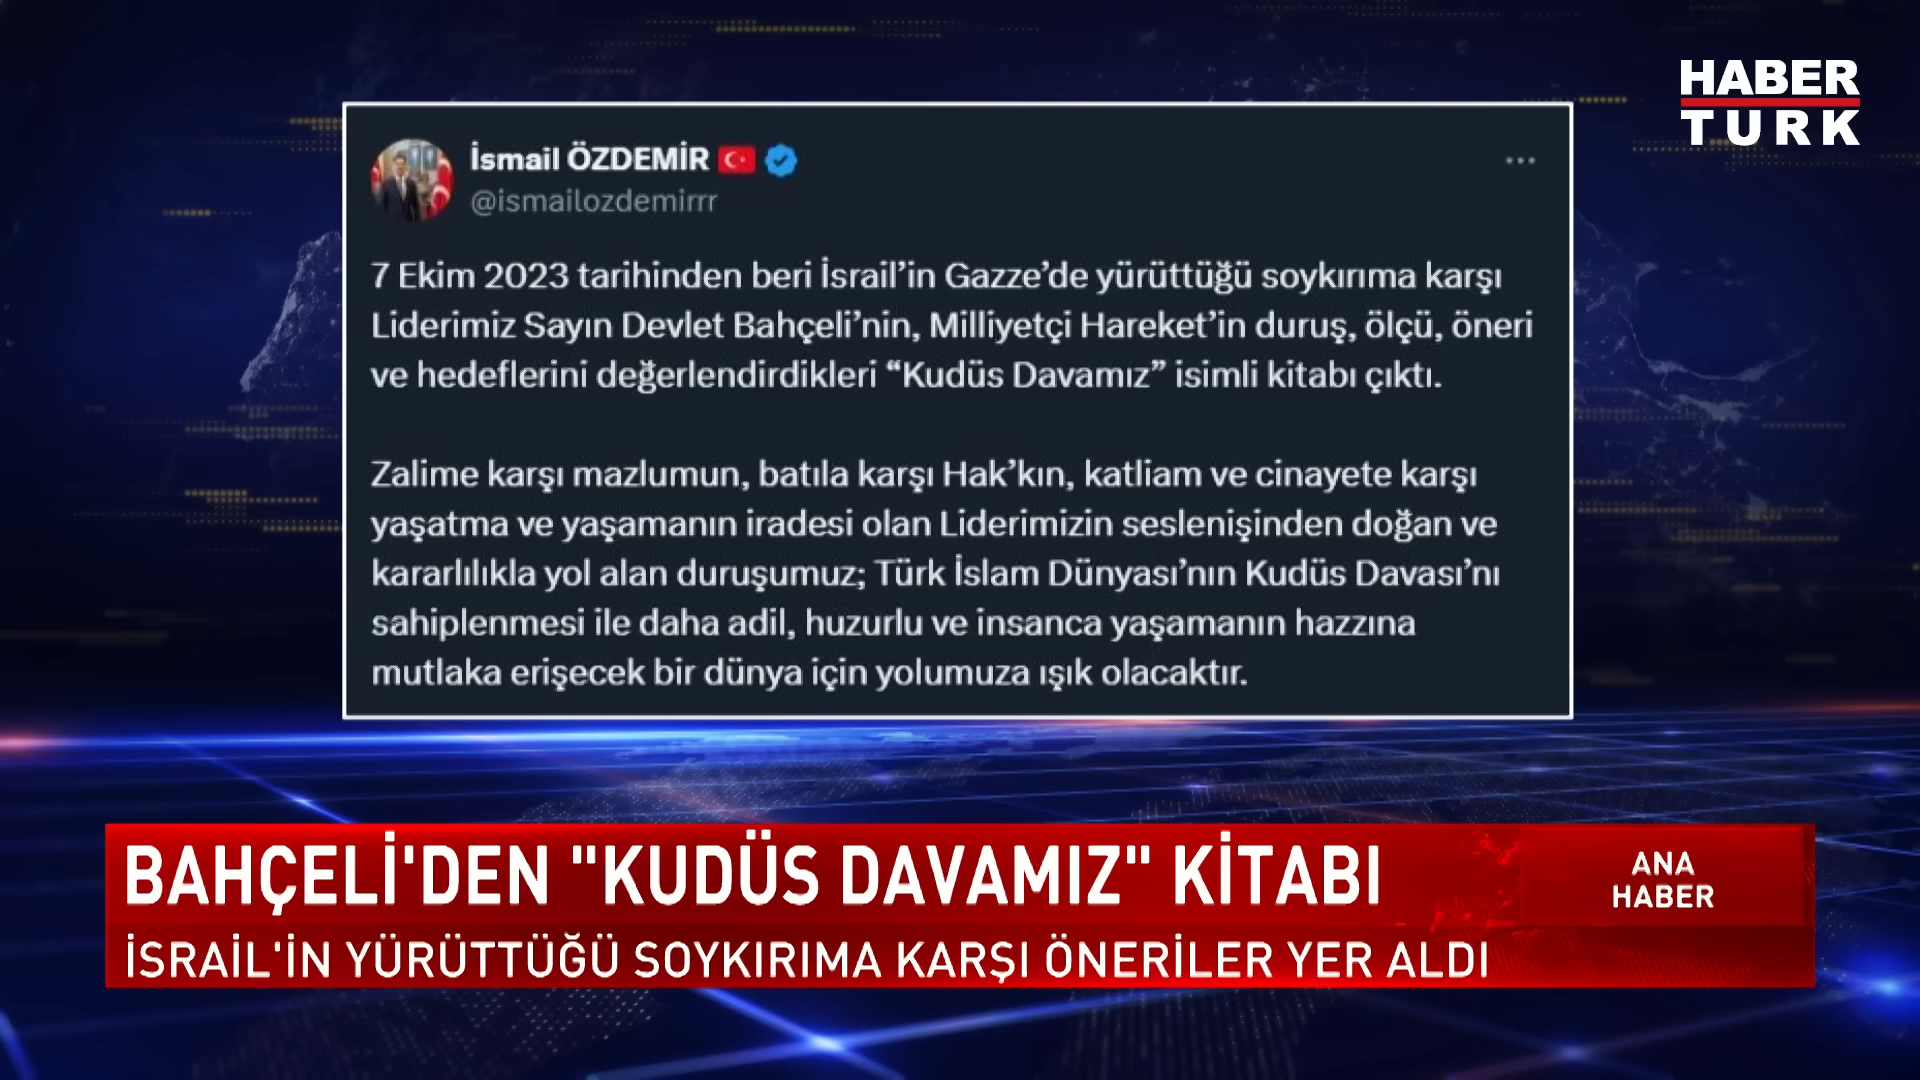 HABER
TURK
İsmail ÖZDEMİR
@ismailozdemirrr
7 Ekim 2023 tarihinden beri İsrail’in Gazze’de yürüttüğü soykırıma karşı
Liderimiz Sayın Devlet Bahçeli’nin, Milliyetçi Hareket’in duruş, ölçü, öneri
ve hedeflerini değerlendirdikleri “Kudüs Davamız” isimli kitabı çıktı.
Zalime karşı mazlumun, batıla karşı Hak’kın, katliam ve cinayete karşı
yaşatma ve yaşamanın iradesi olan Liderimizin seslenişinden doğan ve
kararlılıkla yol alan duruşumuz; Türk İslam Dünyası’nın Kudüs Davası’nı
sahiplenmesi ile daha adil, huzurlu ve insanca yaşamanın hazzına
mutlaka erişecek bir dünya için yolumuza ışık olacaktır.
BAHÇELİ'DEN "KUDÜS DAVAMIZ" KİTABI
İSRAİL'İN YÜRÜTTÜĞÜ SOYKIRIMA KARŞI ÖNERİLER YER ALDI
ANA
HABER